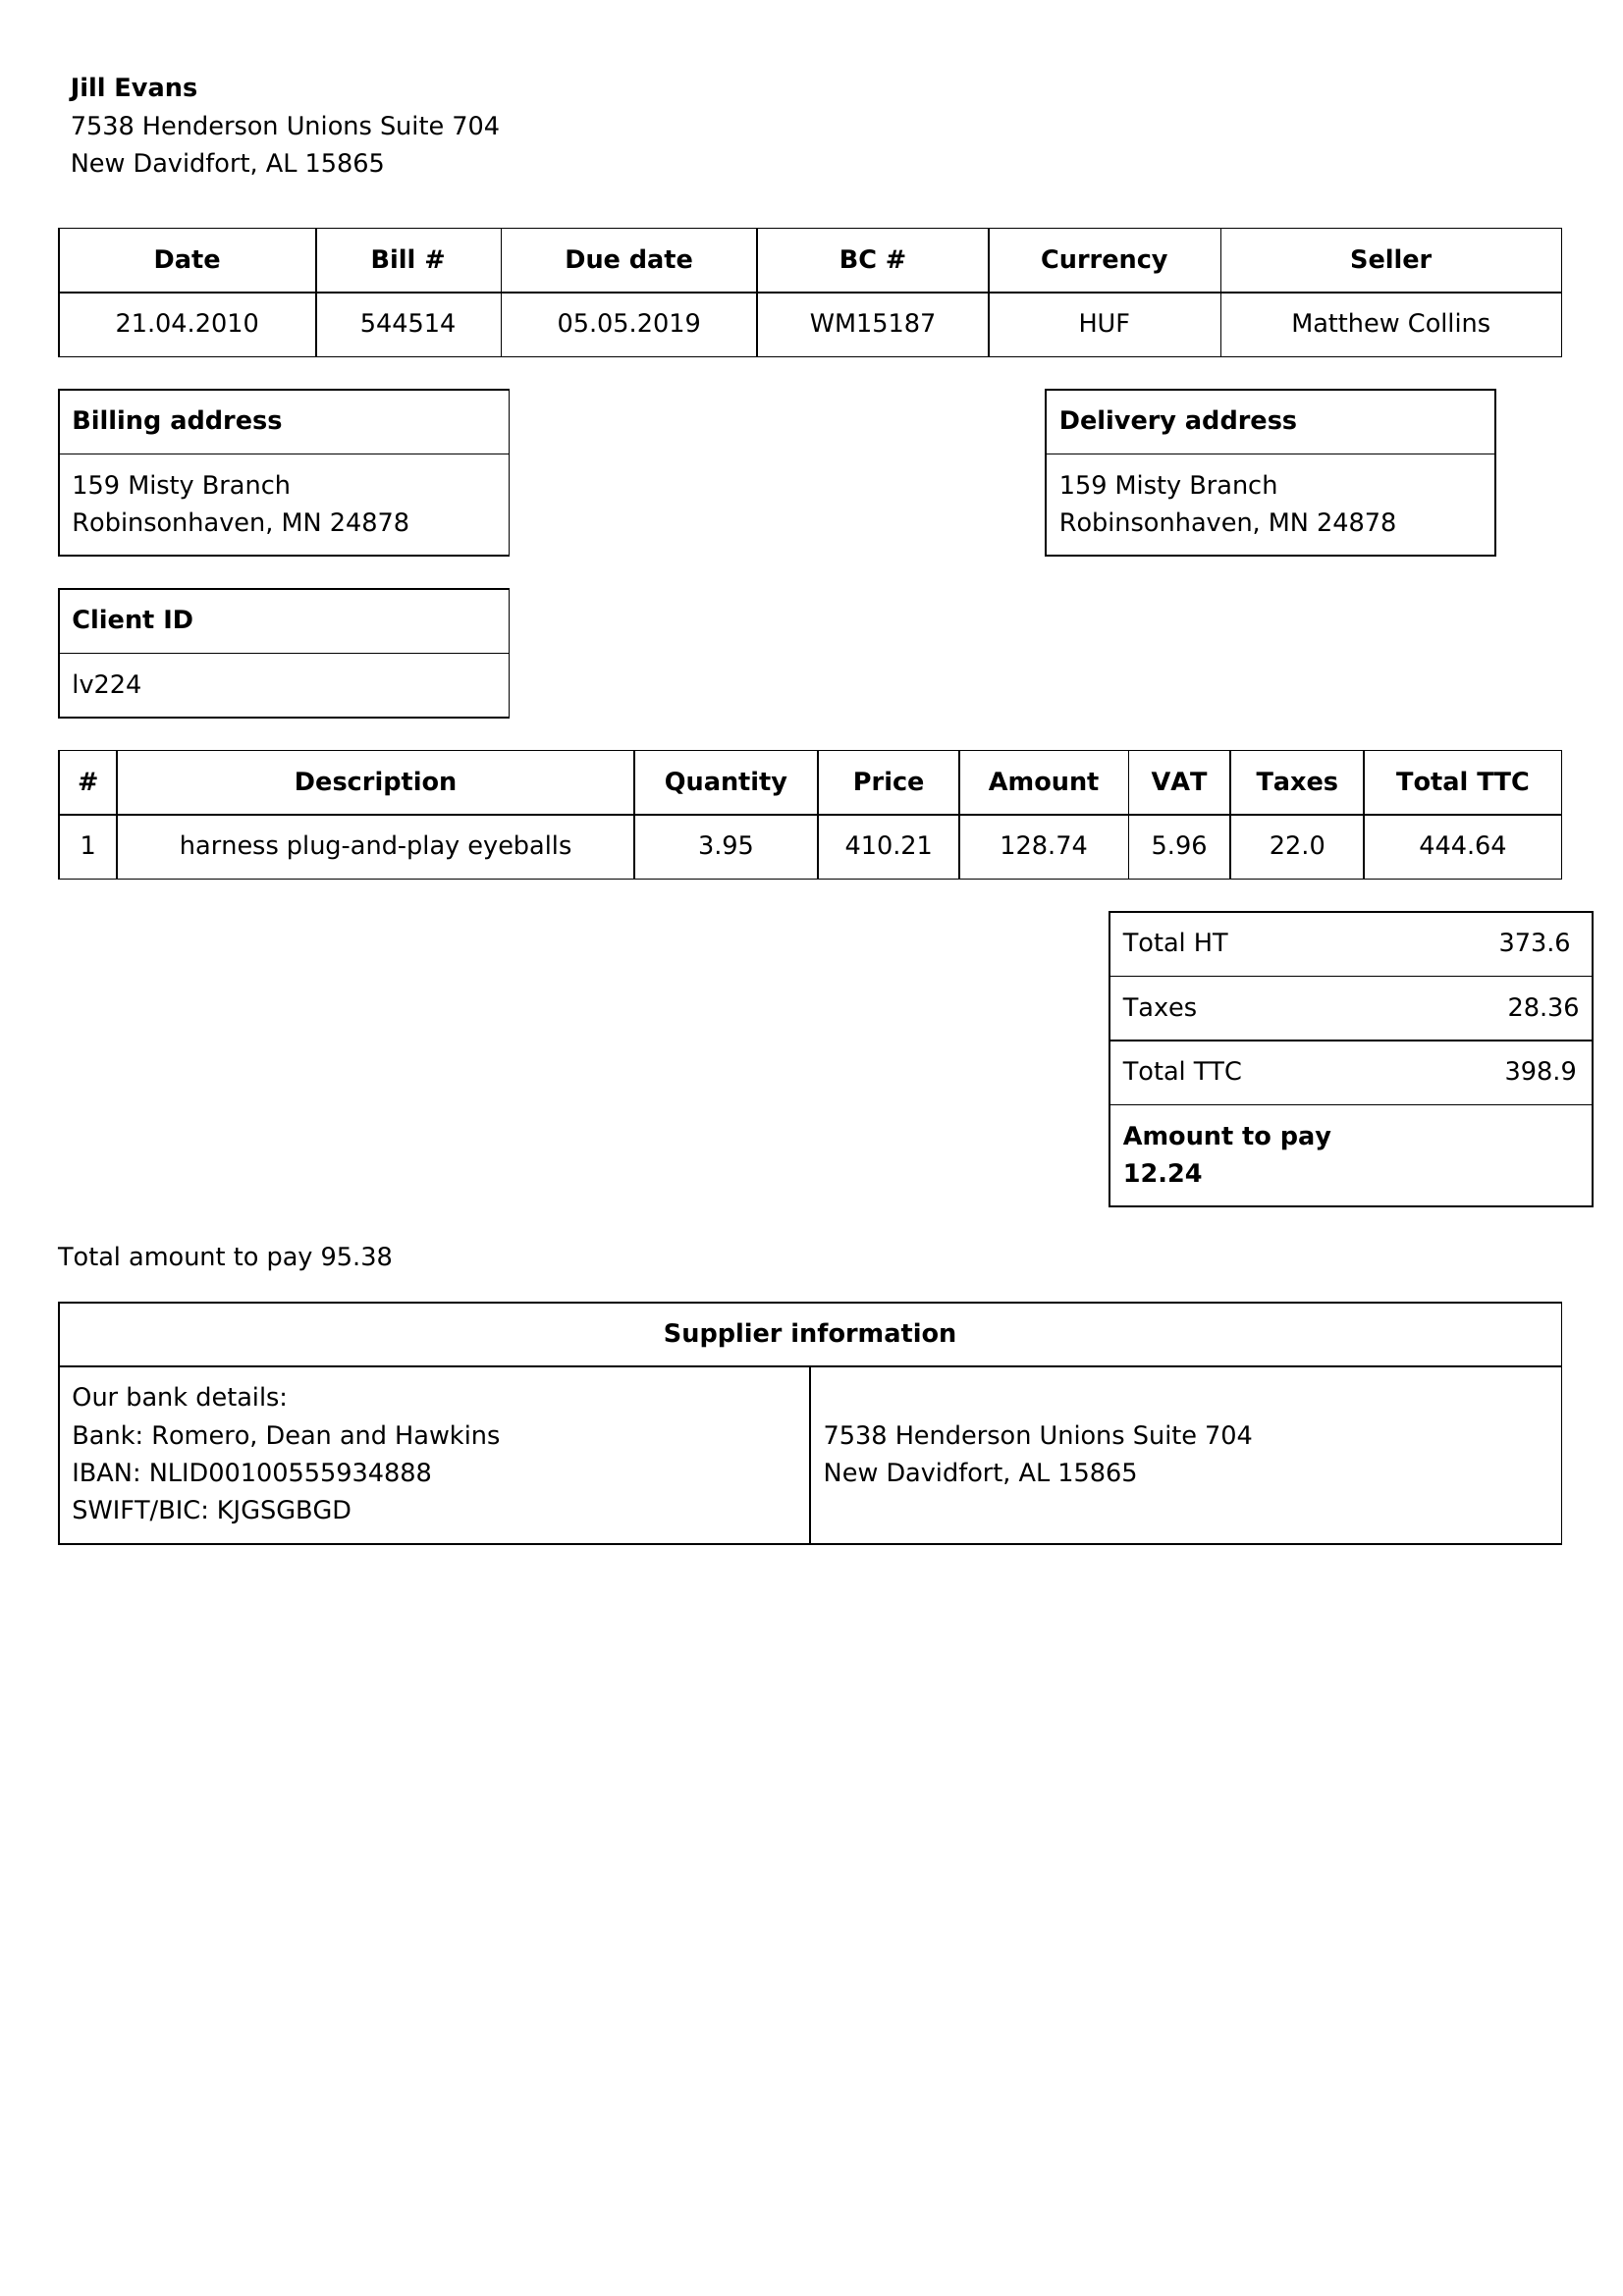 Jill Evans
7538 Henderson Unions Suite 704
New Davidfort, AL 15865
Date Bill # Due date BC # Currency Seller
21.04.2010 544514 05.05.2019 WM15187 HUF Matthew Collins
Billing address
159 Misty Branch
Robinsonhaven, MN 24878
Delivery address
159 Misty Branch
Robinsonhaven, MN 24878
Client ID
lv224
# Description Quantity Price Amount VAT Taxes Total TTC
1 harness plug-and-play eyeballs 3.95 410.21 128.74 5.96 22.0 444.64
Total HT 373.6
Taxes 28.36
Total TTC 398.9
Amount to pay
12.24
Total amount to pay 95.38
Supplier information
Our bank details:
Bank: Romero, Dean and Hawkins
IBAN: NLID00100555934888
SWIFT/BIC: KJGSGBGD
7538 Henderson Unions Suite 704
New Davidfort, AL 15865